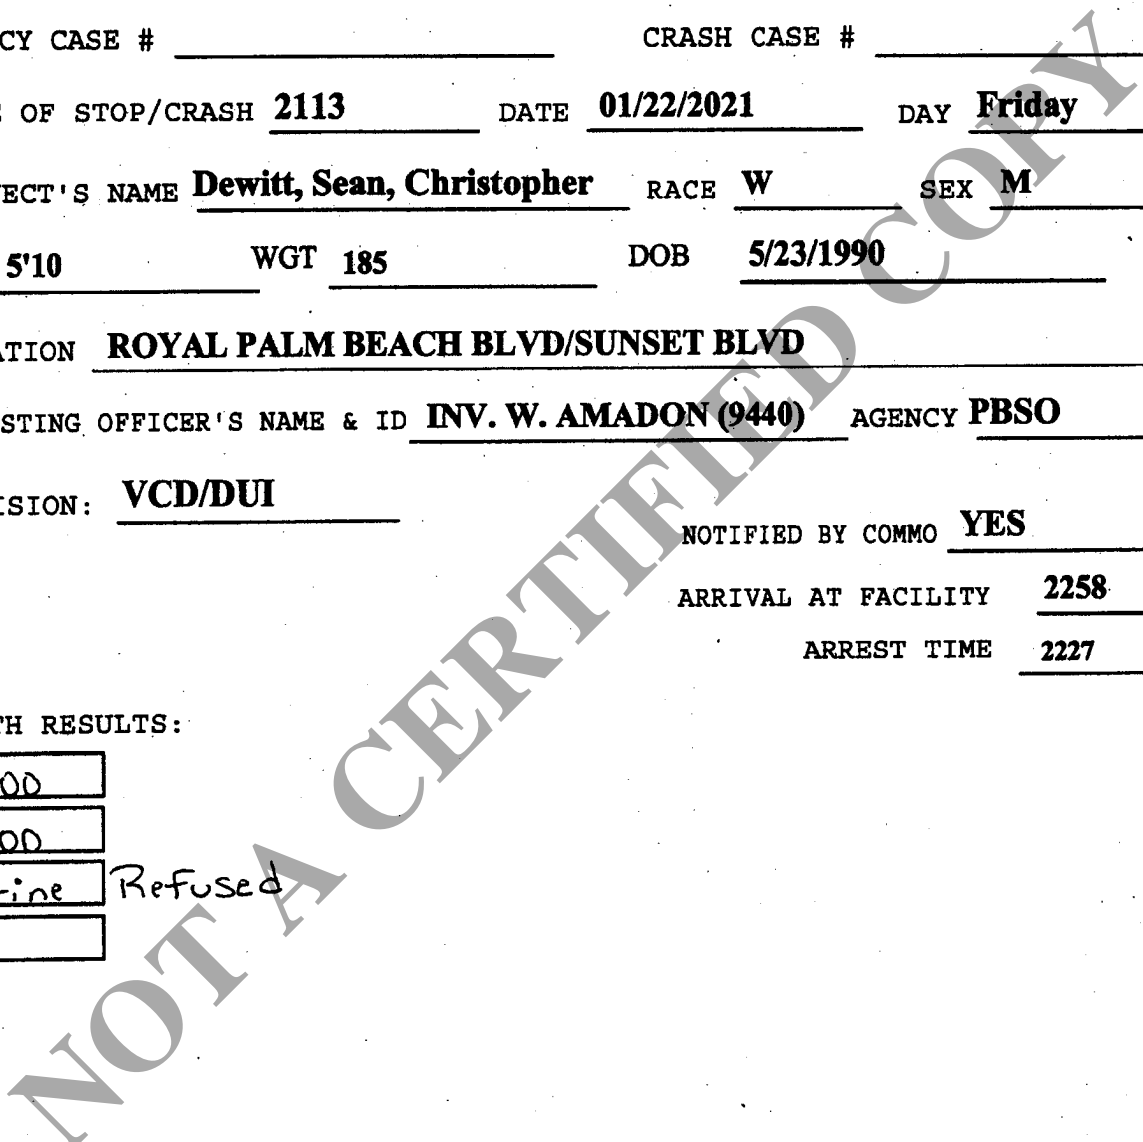 CY CASE # CRASH CASE #
E OF STOP/CRASH 2113 DATE 01/22/2021 DAY Friday
ECT'S NAME Dewitt, Sean, Christopher RACE W SEX M
5'10 WGT 185 DOB 5/23/1990
ATION ROYAL PALM BEACH BLVD/SUNSET BLVD
STING OFFICER'S NAME & ID INV. W. AMADON (9440) AGENCY PBSO
ISION: VCD/DUI
NOTIFIED BY COMMO YES
ARRIVAL AT FACILITY 2258
ARREST TIME 2227
TH RESULTS:
00
00
rine Refused
NOT A CERTIFIED COPY